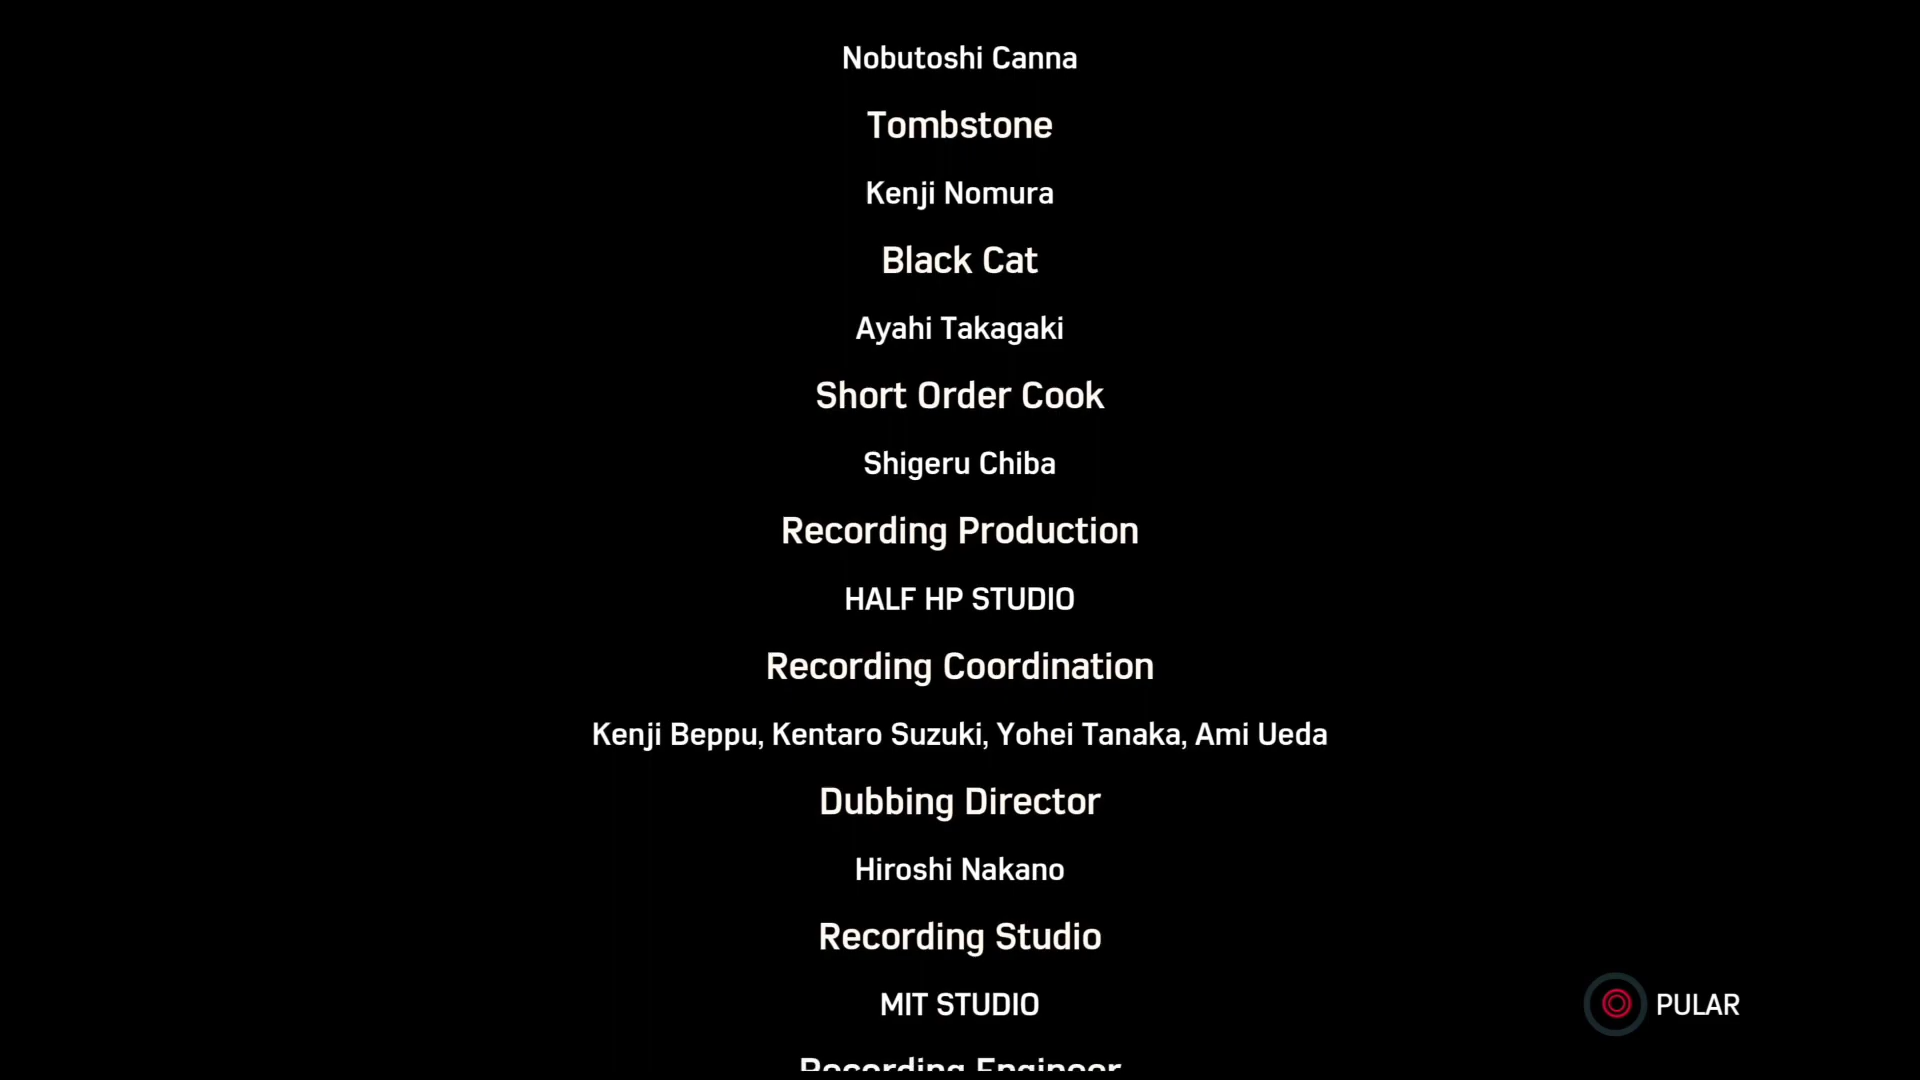 Nobutoshi Canna
Tombstone
Kenji Nomura
Black Cat
Ayahi Takagaki
Short Order Cook
Shigeru Chiba
Recording Production
HALF HP STUDIO
Recording Coordination
Kenji Beppu, Kentaro Suzuki, Yohei Tanaka, Ami Ueda
Dubbing Director
Hiroshi Nakano
Recording Studio
MIT STUDIO
PULAR
Recording Engineer